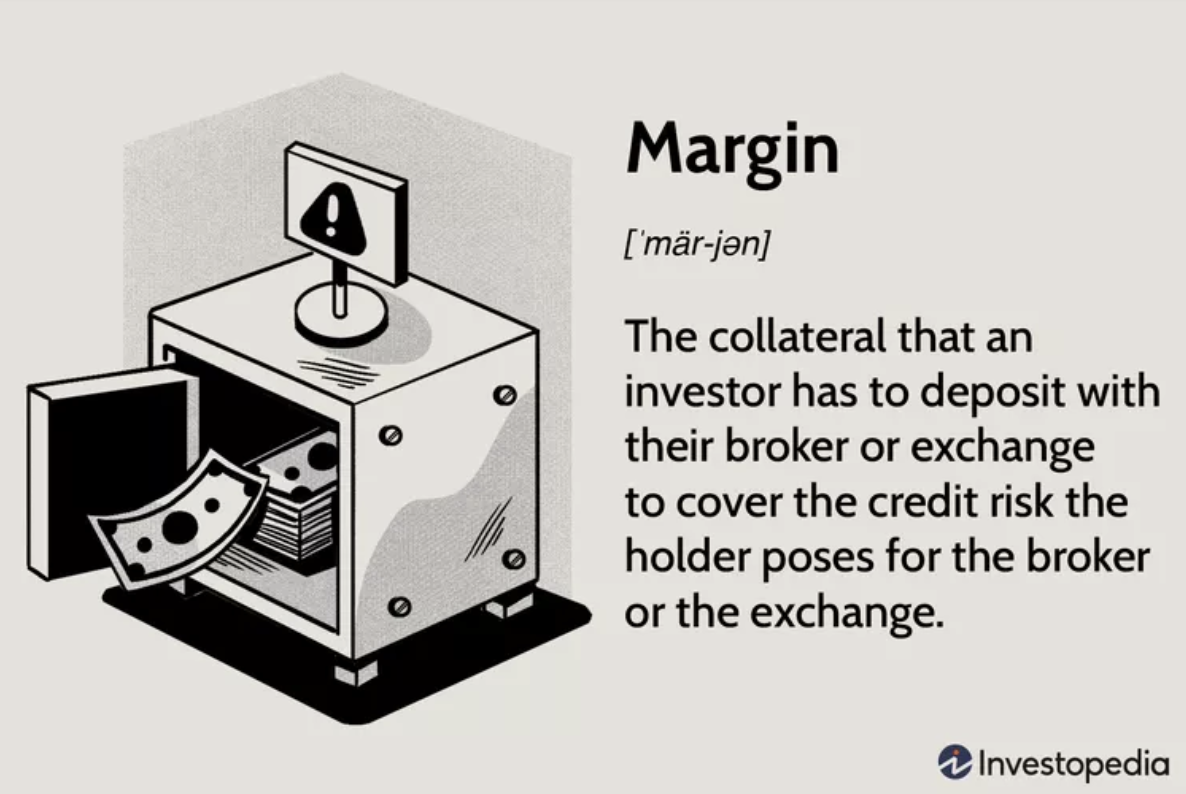 Margin
[ˈmär-jən]
The collateral that an
investor has to deposit with
their broker or exchange
to cover the credit risk the
holder poses for the broker
or the exchange.
Investopedia